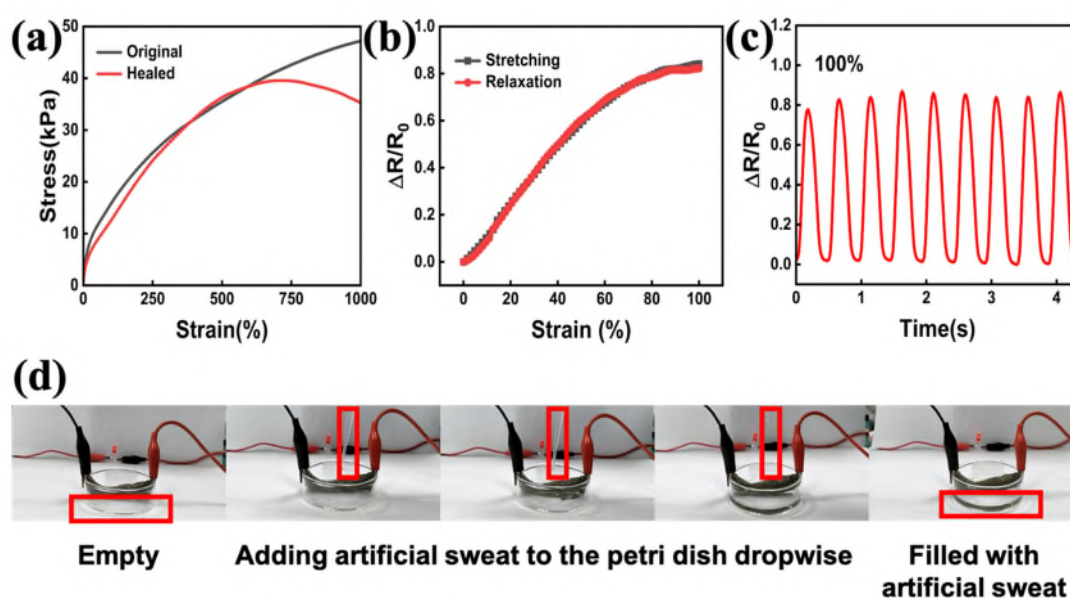 (a)
Original
Healed
Stress(kPa)
50
40
30
20
10
0
0
250
500
750
1000
Strain(%)
(b)
Stretching
Relaxation
ΔR/R0
0.8
0.6
0.4
0.2
0.0
0
20
40
60
80
100
Strain (%)
(c)
100%
ΔR/R0
1.2
1.0
0.8
0.6
0.4
0.2
0.0
0
1
2
3
4
Time(s)
(d)
Empty
Adding artificial sweat to the petri dish dropwise
Filled with
artificial sweat